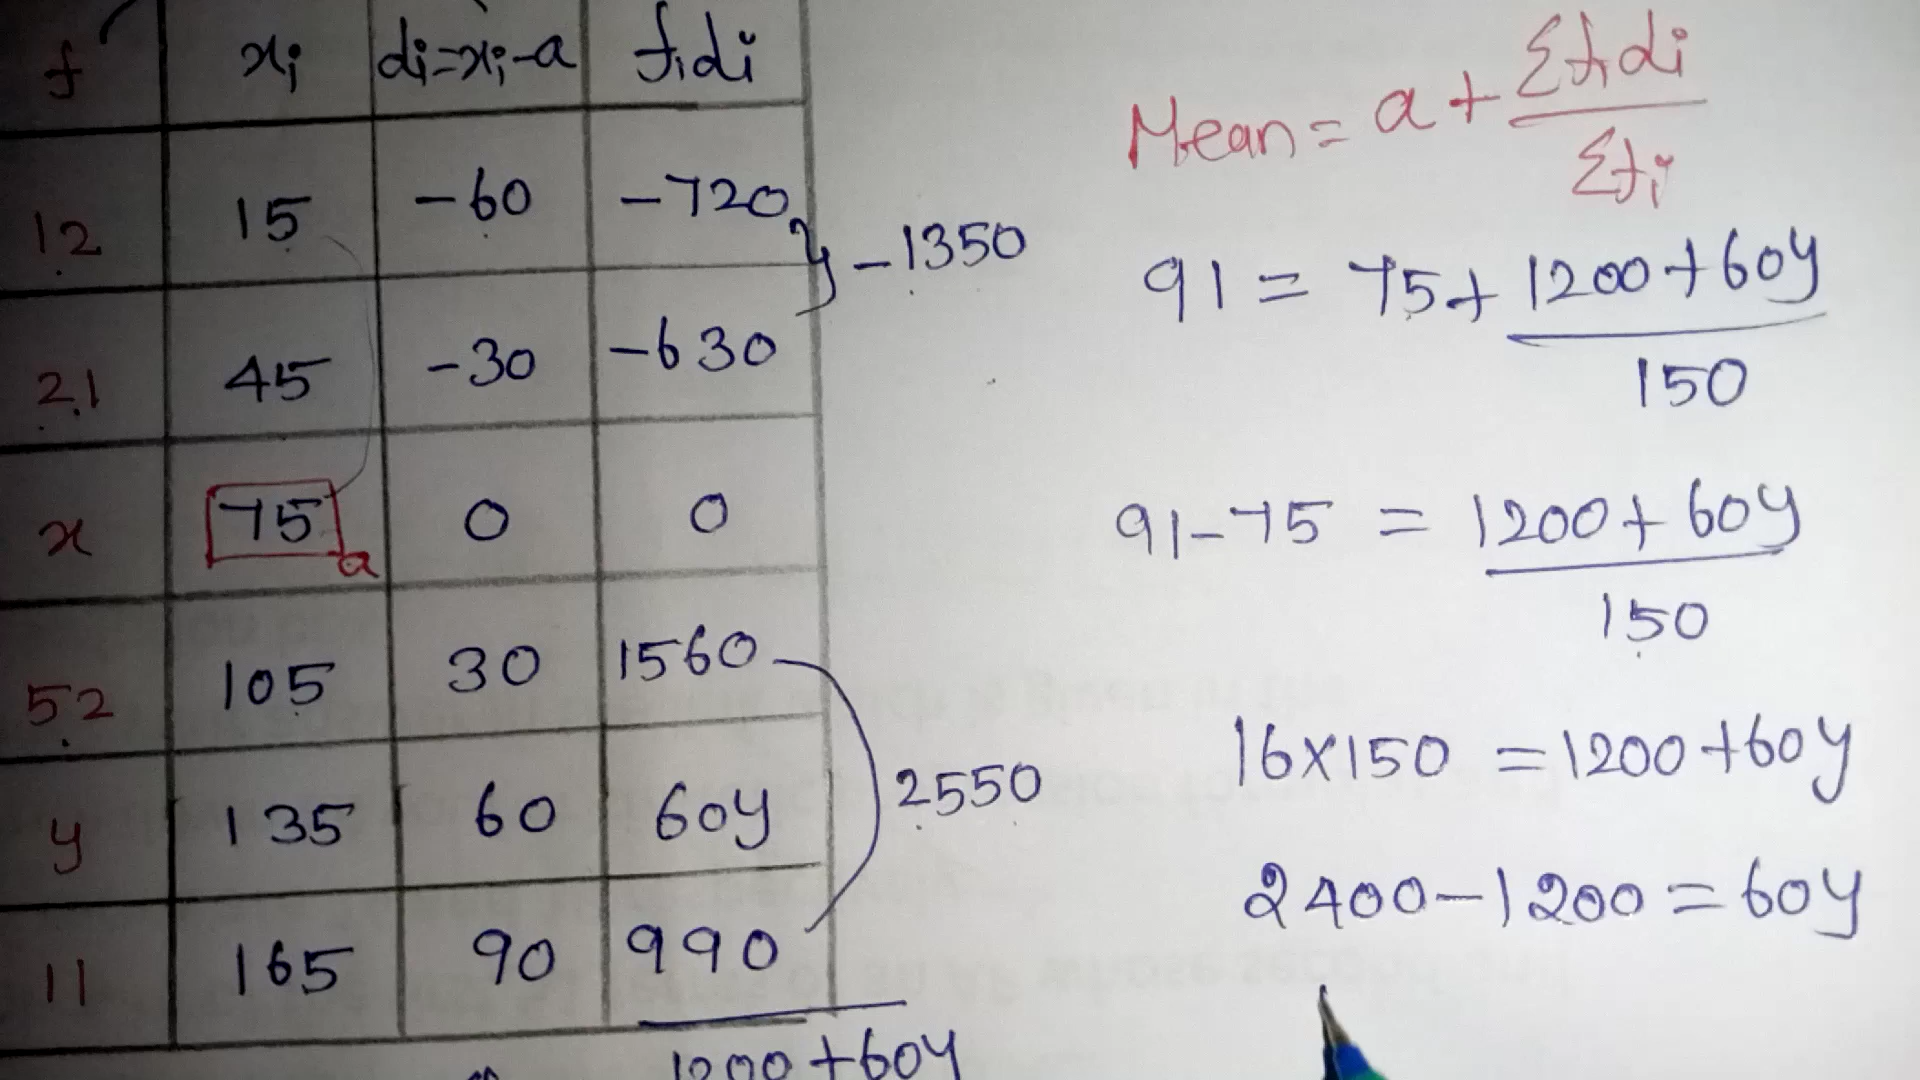 f xi di=xi-a fidi
12 15 -60 -720
21 45 -30 -630
-1350
x 75 0 0
a
52 105 30 1560
y 135 60 60y
2550
11 165 90 990
1200+60y
Mean = a + Σfidi / Σfi
91 = 75 + 1200+60y / 150
91-75 = 1200+60y / 150
16×150 = 1200+60y
2400-1200 = 60y